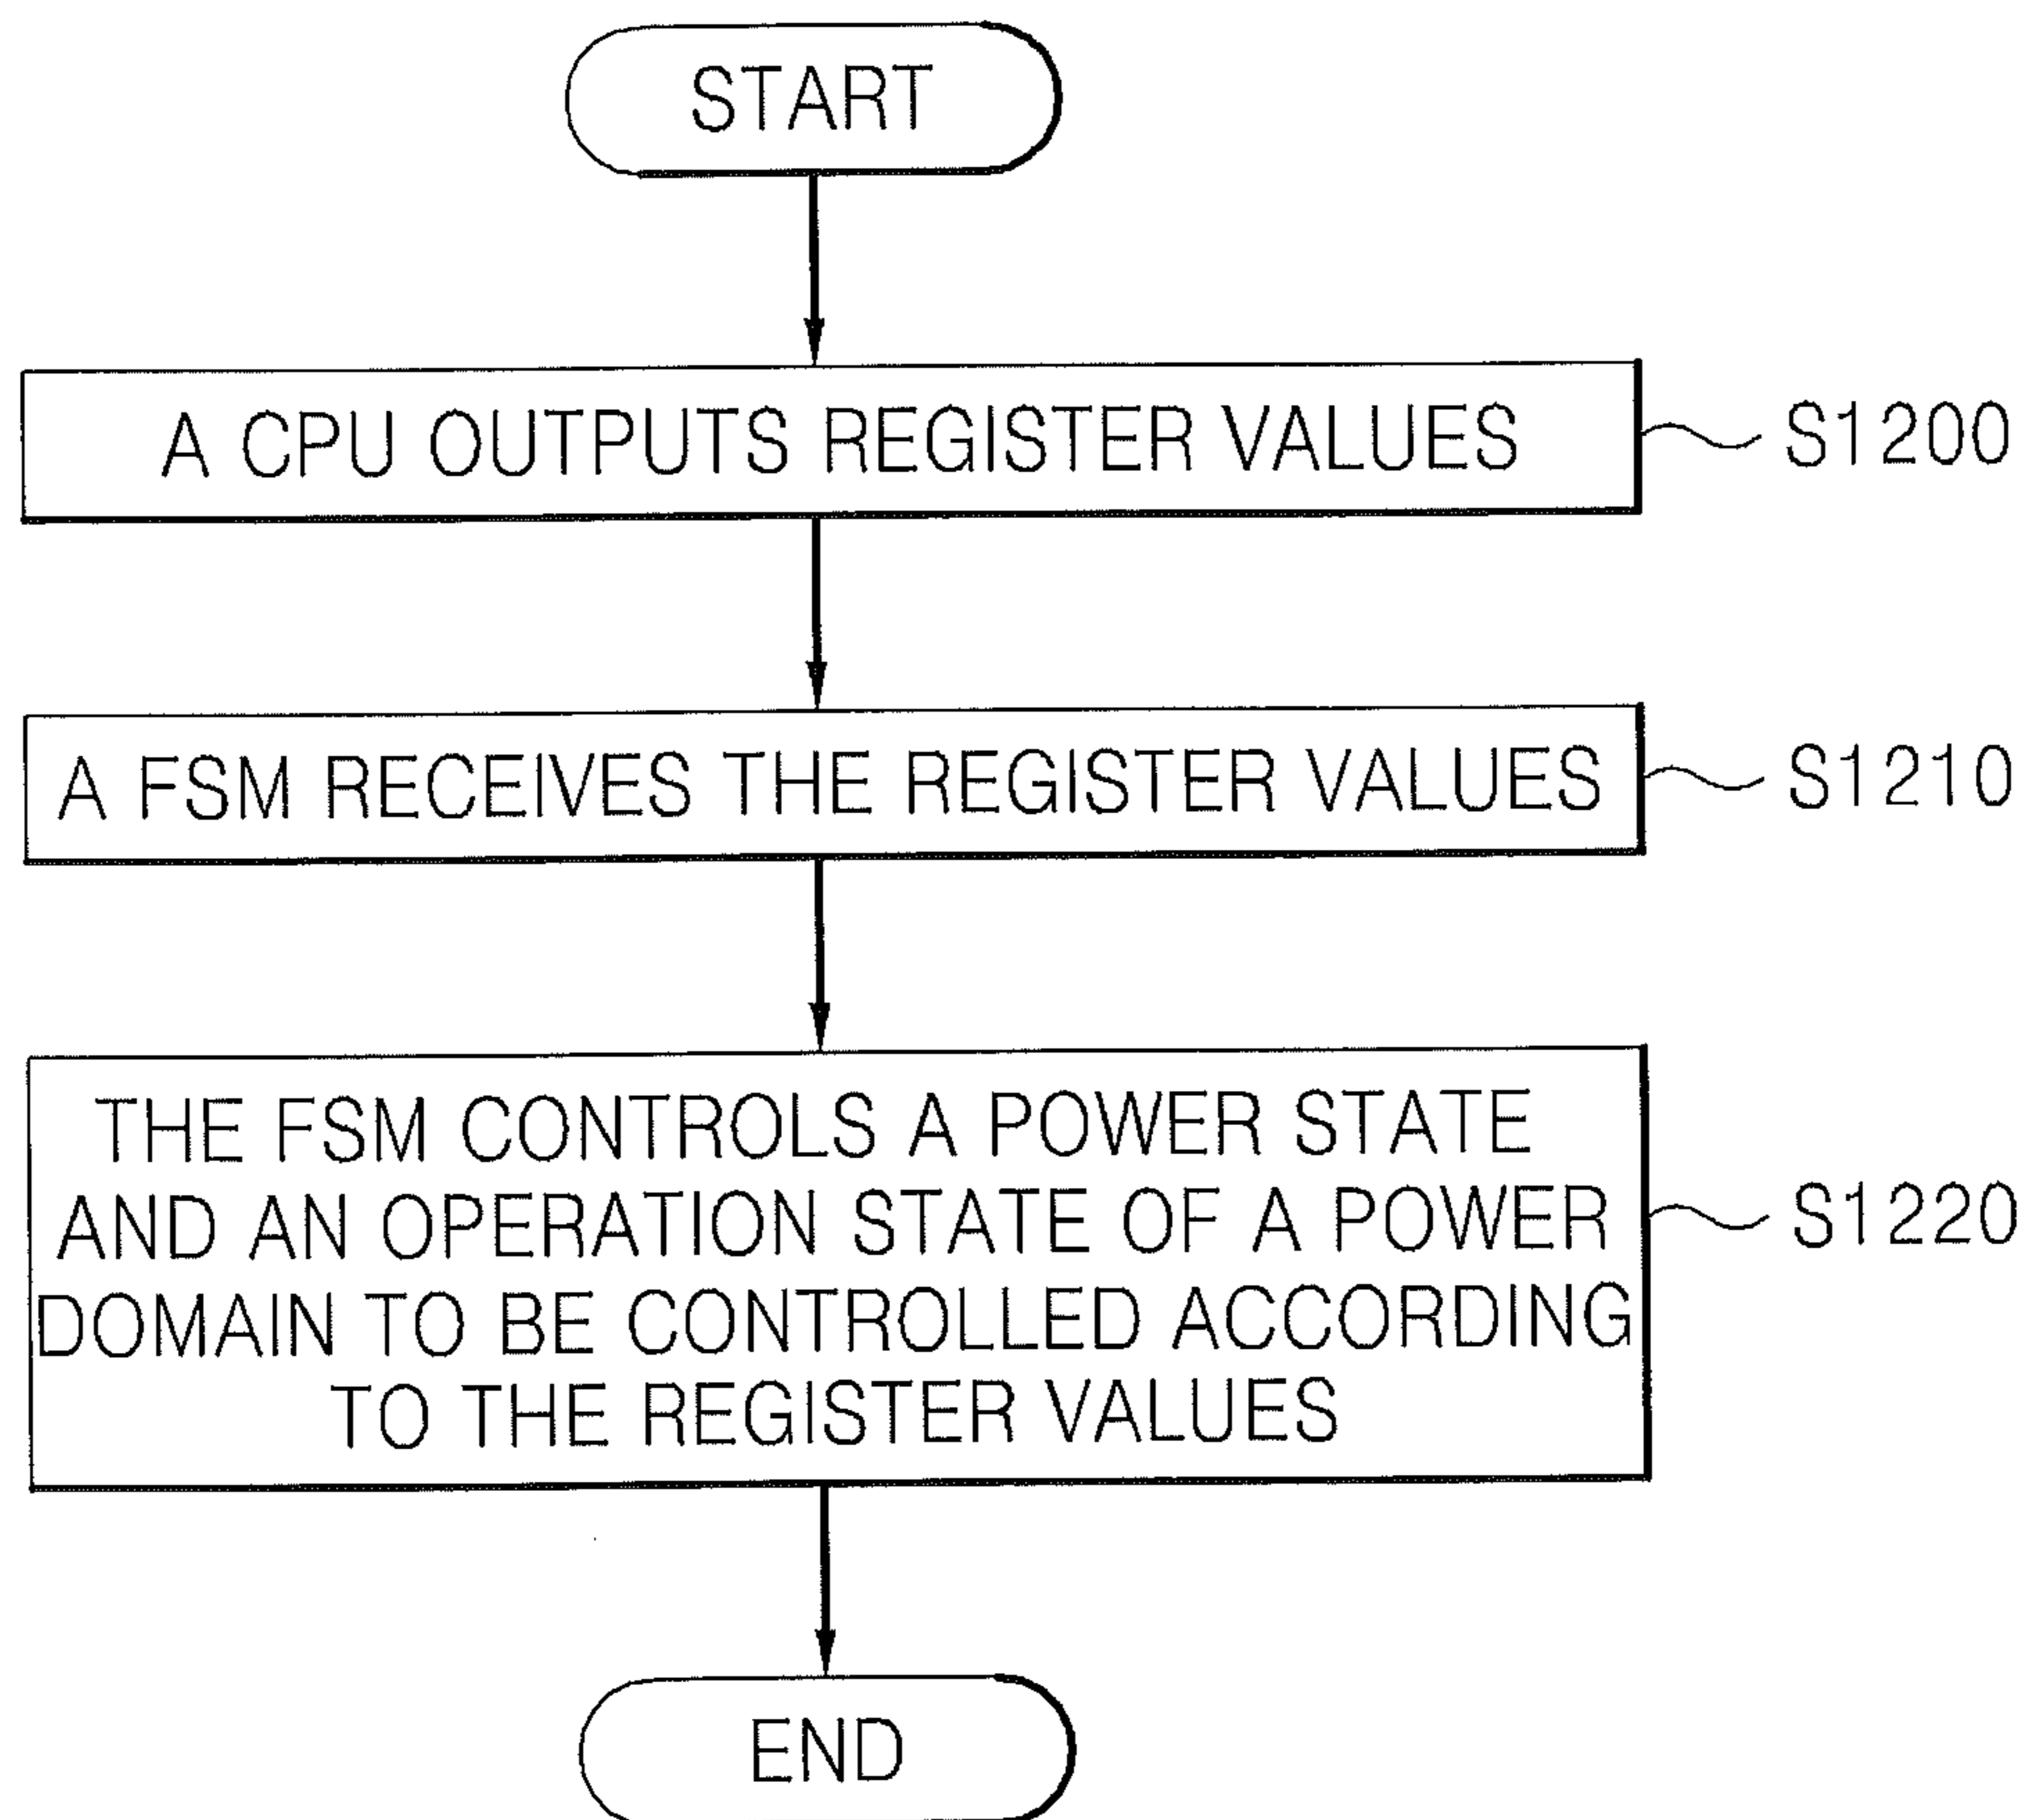 START
A CPU OUTPUTS REGISTER VALUES
S1200
A FSM RECEIVES THE REGISTER VALUES
S1210
THE FSM CONTROLS A POWER STATE
AND AN OPERATION STATE OF A POWER
DOMAIN TO BE CONTROLLED ACCORDING
TO THE REGISTER VALUES
S1220
END